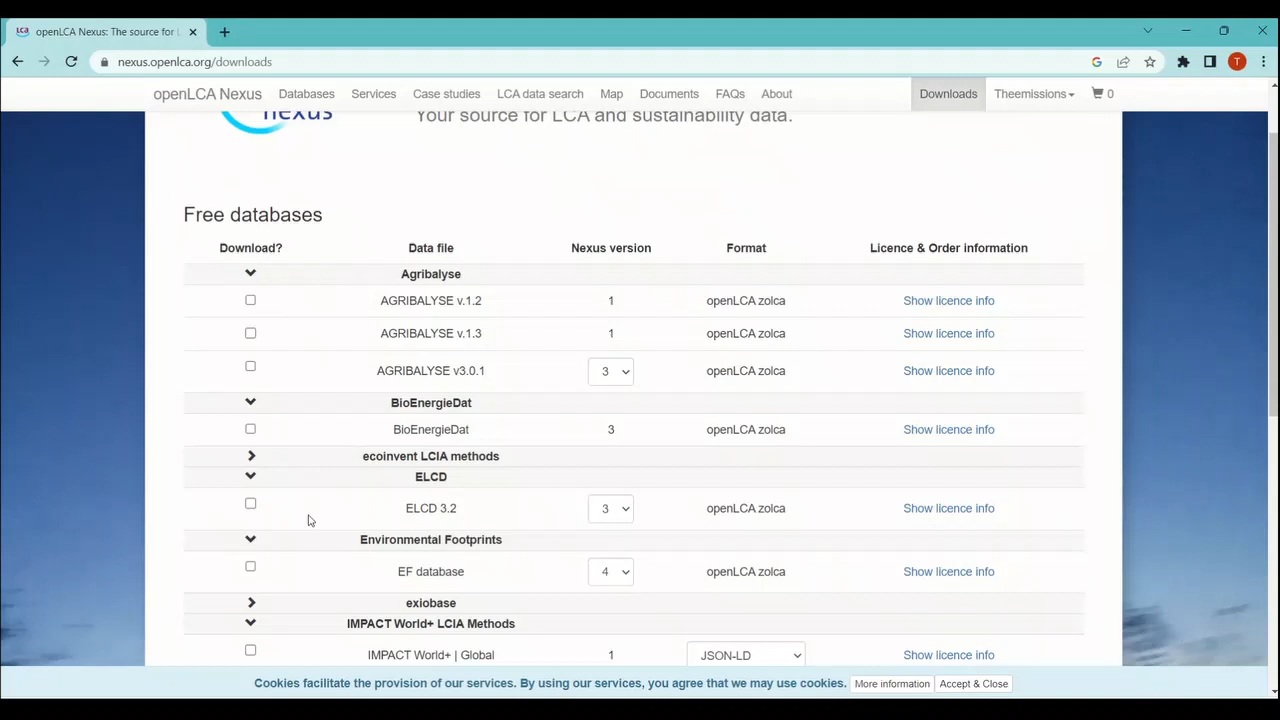 openLCA Nexus: The source for L
nexus.openlca.org/downloads
T
openLCA Nexus Databases Services Case studies LCA data search Map Documents FAQs About Downloads Theemissions 0
nexus Your source for LCA and sustainability data.
Free databases
Download? Data file Nexus version Format Licence & Order information
Agribalyse
AGRIBALYSE v.1.2 1 openLCA zolca Show licence info
AGRIBALYSE v.1.3 1 openLCA zolca Show licence info
AGRIBALYSE v3.0.1 3 openLCA zolca Show licence info
BioEnergieDat
BioEnergieDat 3 openLCA zolca Show licence info
ecoinvent LCIA methods
ELCD
ELCD 3.2 3 openLCA zolca Show licence info
Environmental Footprints
EF database 4 openLCA zolca Show licence info
exiobase
IMPACT World+ LCIA Methods
IMPACT World+ | Global 1 JSON-LD Show licence info
Cookies facilitate the provision of our services. By using our services, you agree that we may use cookies. More information Accept & Close